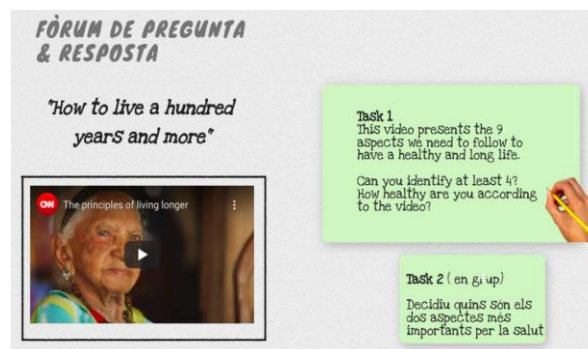 FÒRUM DE PREGUNTA
& RESPOSTA
"How to live a hundred
years and more"
CNN
The principles of living longer
Task 1
This video presents the 9
aspects we need to follow to
have a healthy and long life.
Can you identify at least 4?
How healthy are you according
to the video?
Task 2 ( en grup)
Decidiu quins són els
dos aspectes més
importants per la salut